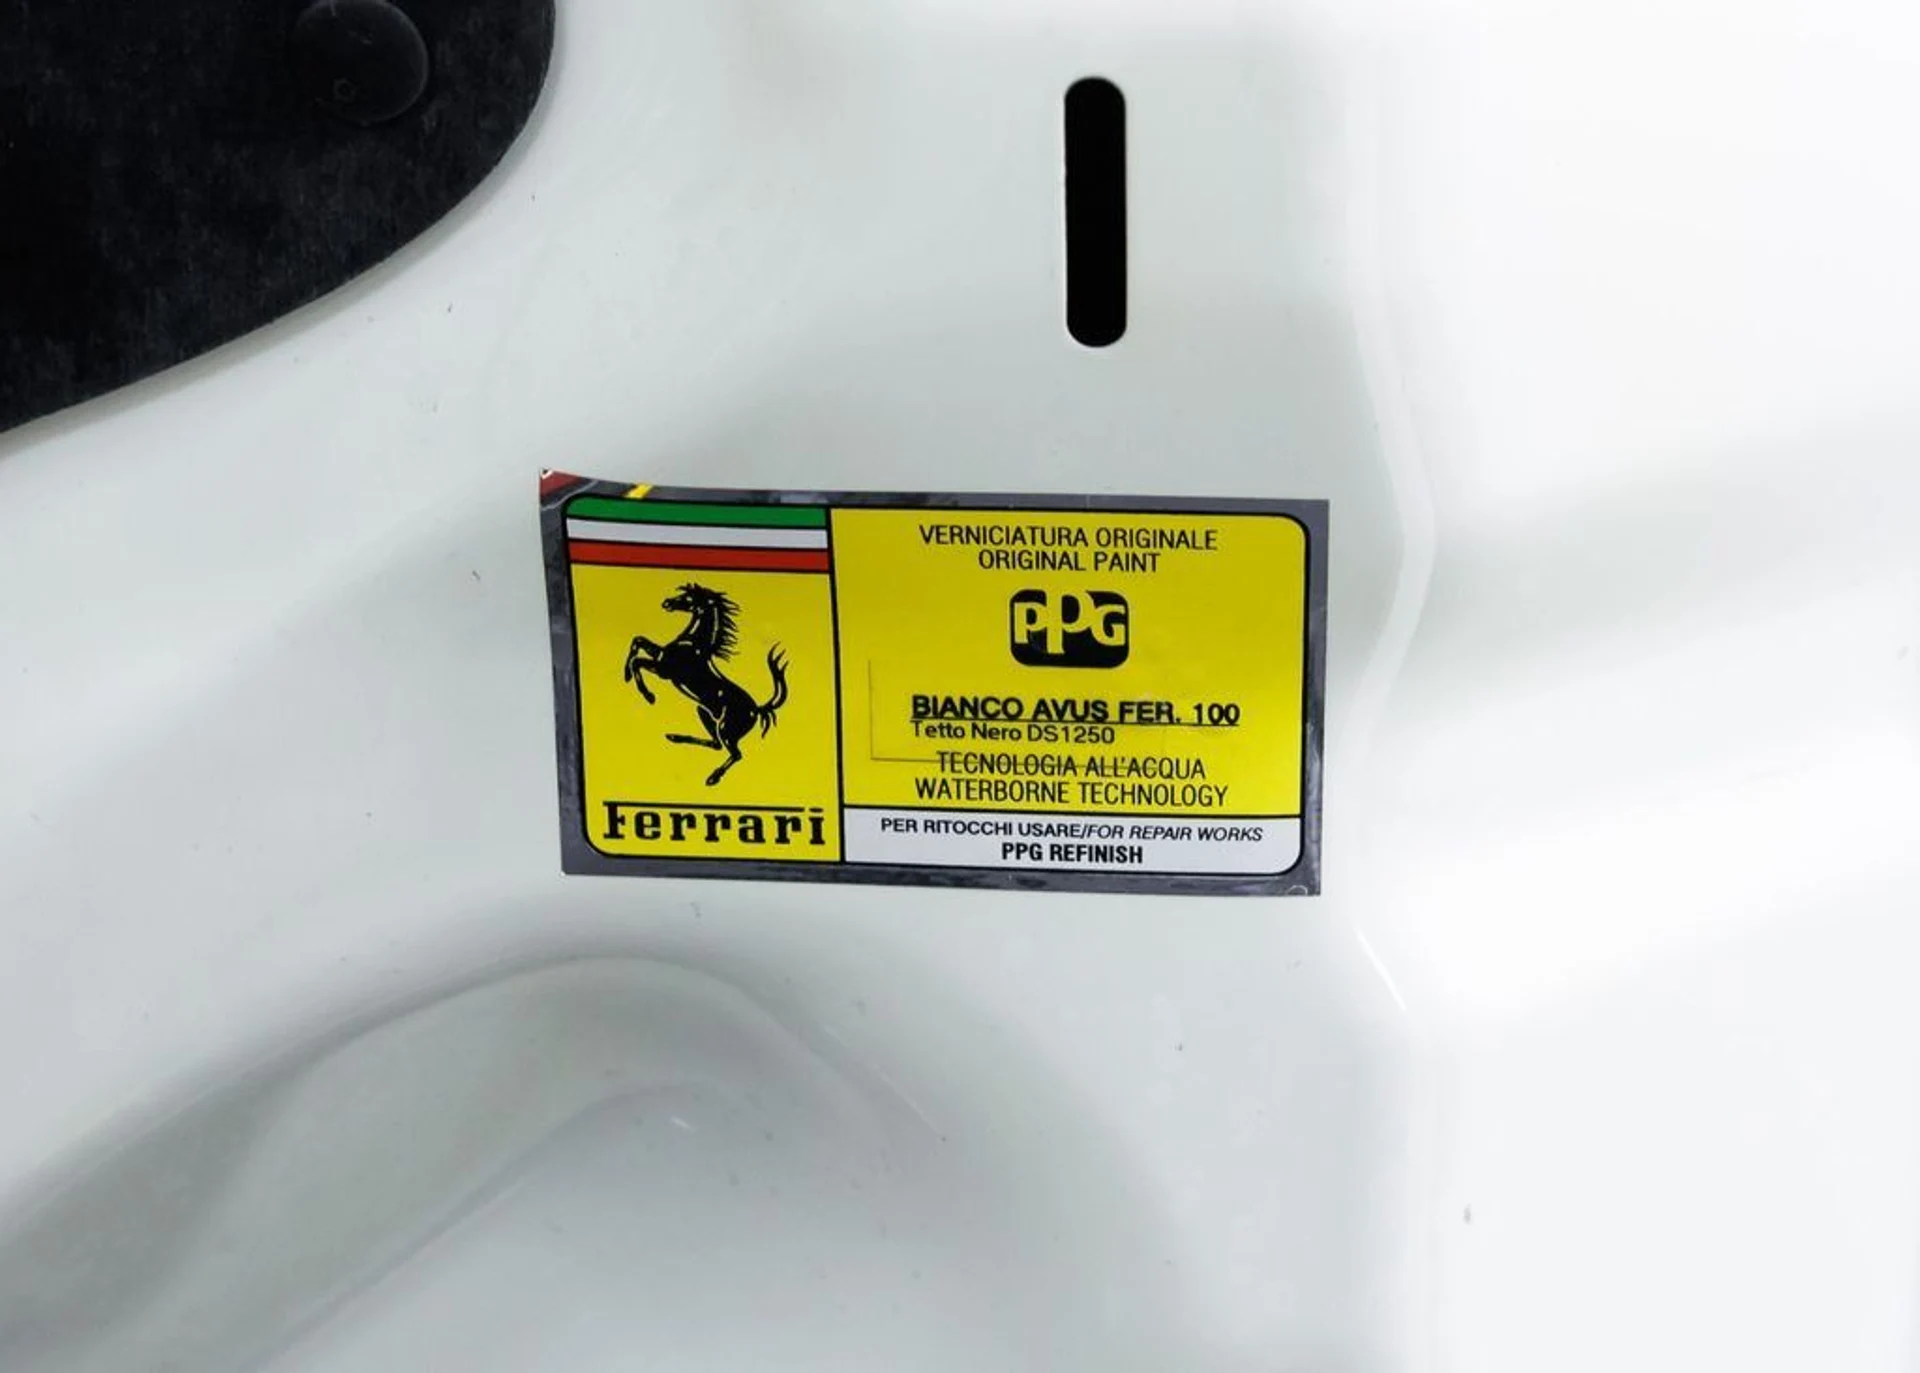 VERNICIATURA ORIGINALE
ORIGINAL PAINT
PPG
BIANCO AVUS FER. 100
Tetto Nero DS1250
TECNOLOGIA ALL'ACQUA
WATERBORNE TECHNOLOGY
Ferrari
PER RITOCCHI USARE/FOR REPAIR WORKS
PPG REFINISH